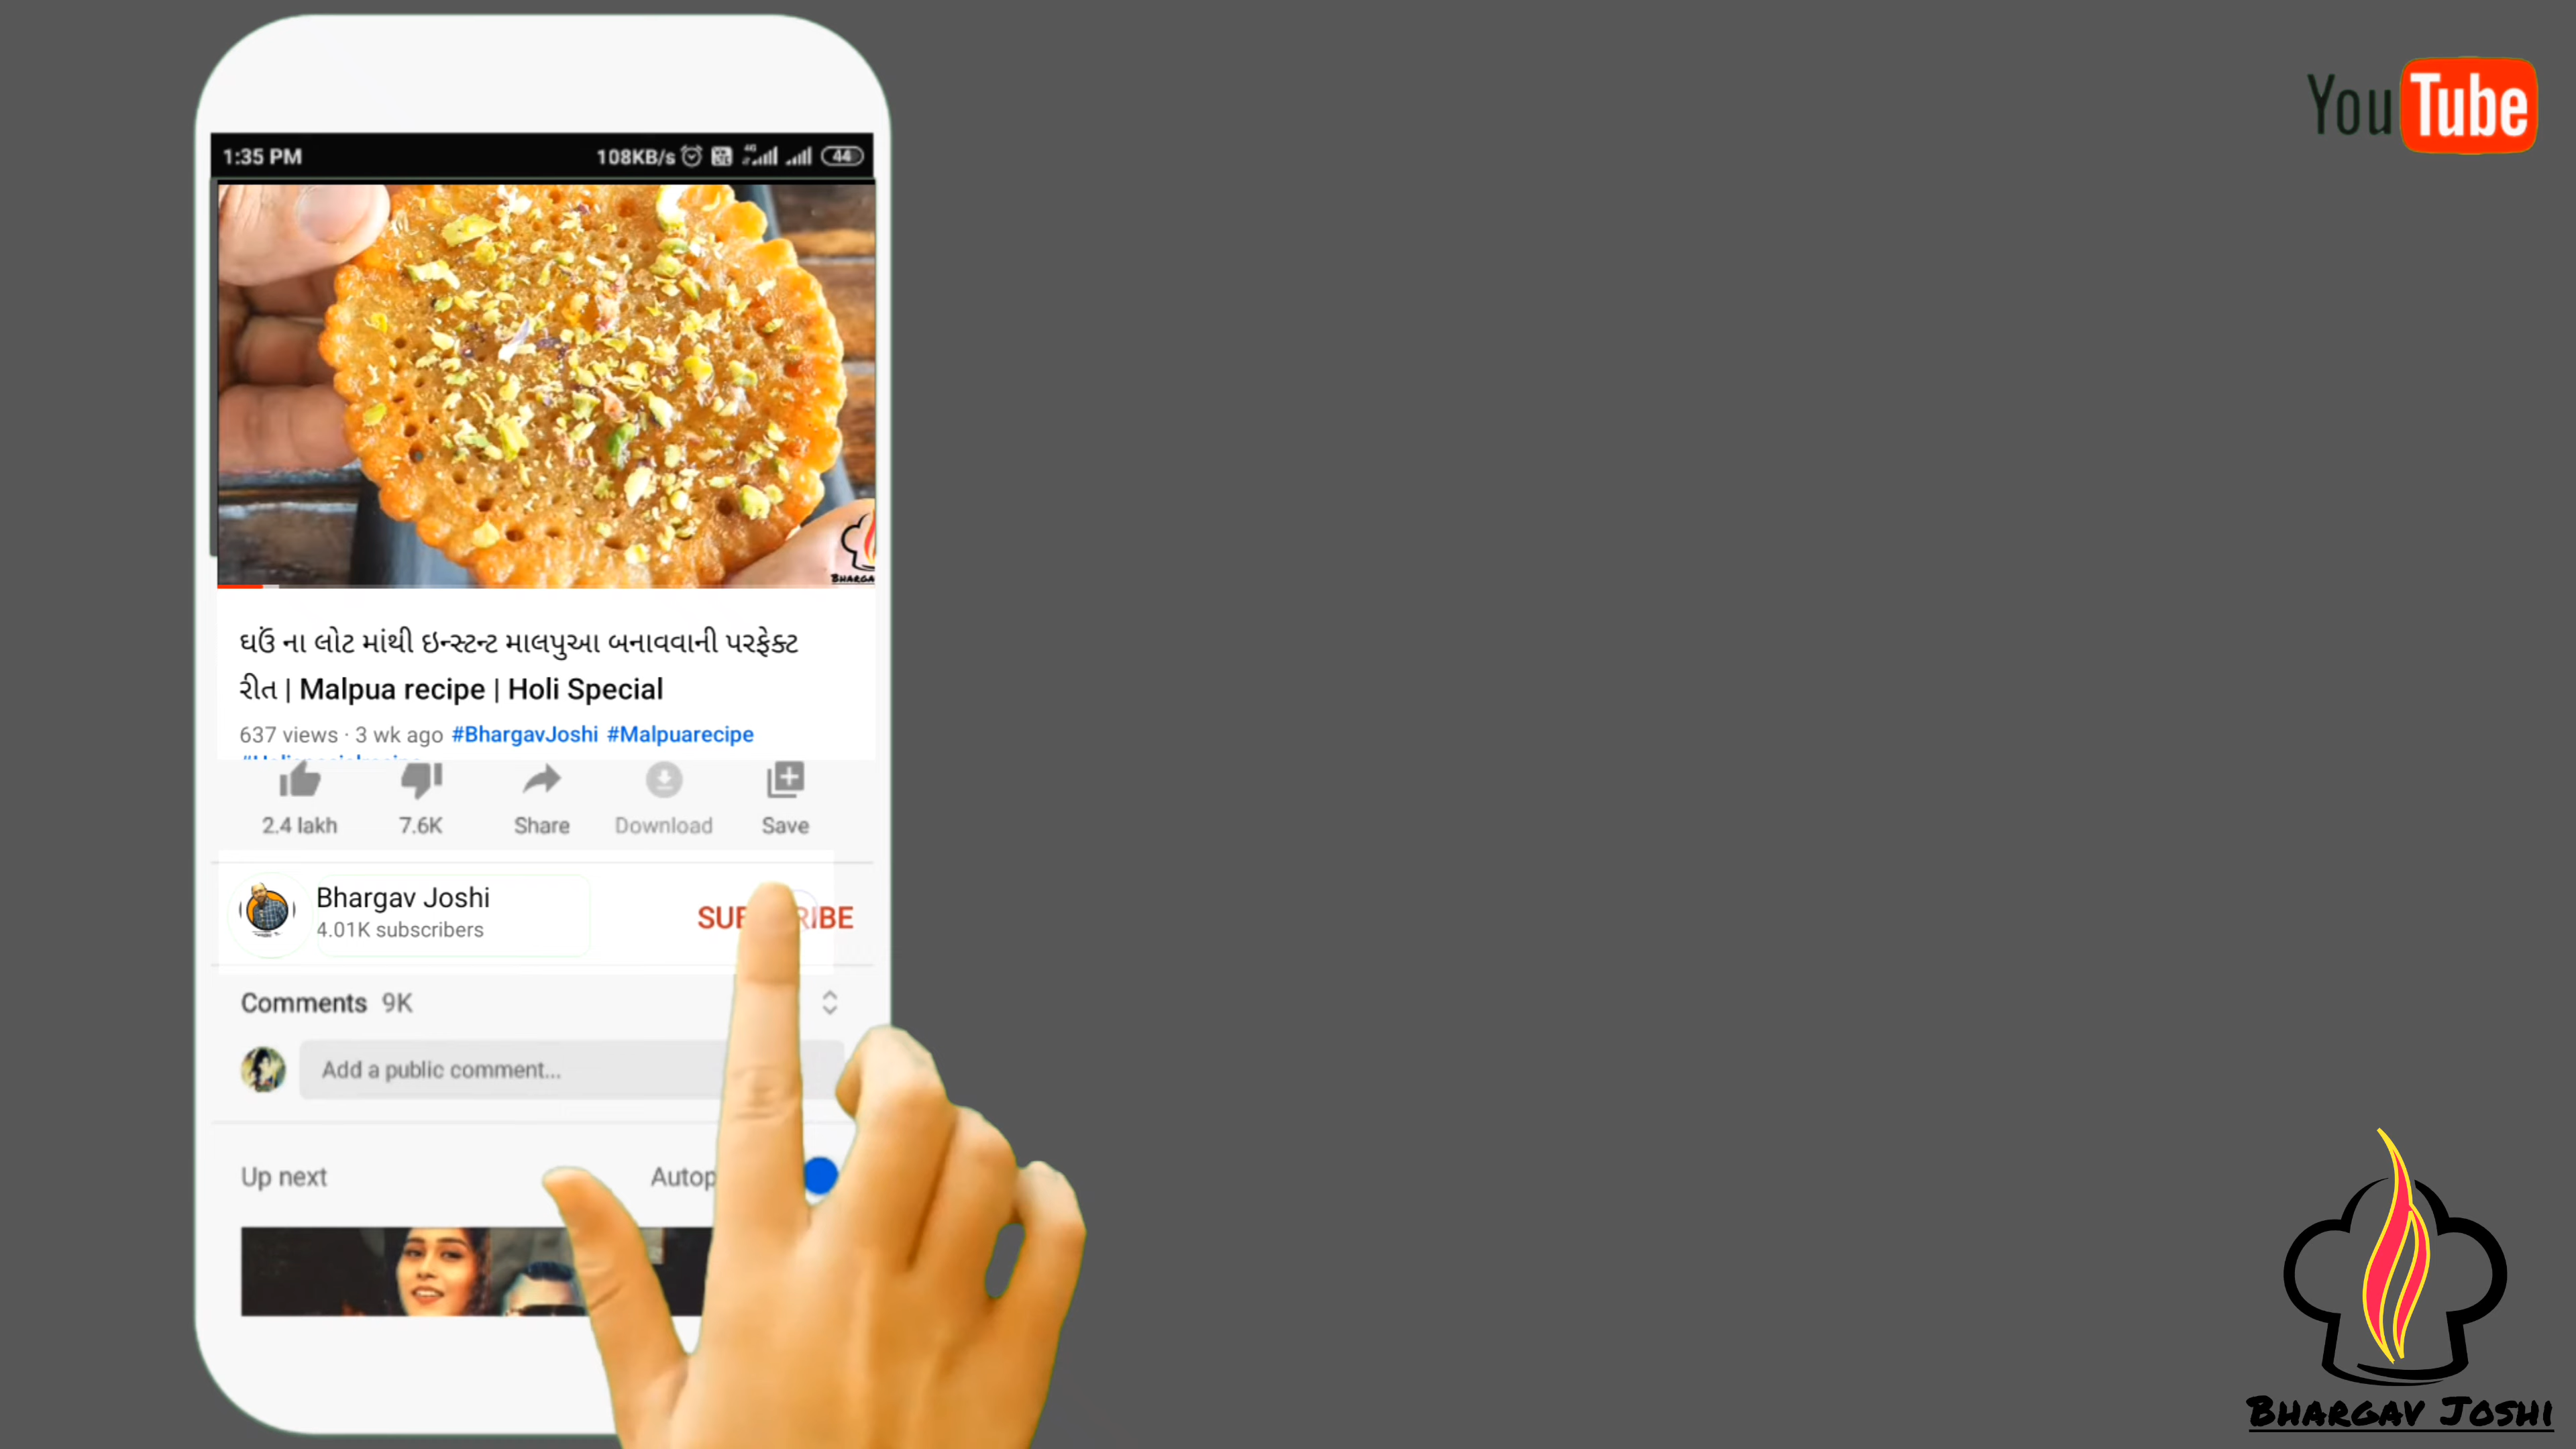 YouTube
1:35 PM
108KB/s 4G 44
ઘઉં ના લોટ માંથી ઇન્સ્ટન્ટ માલપુઆ બનાવવાની પરફેક્ટ
રીત | Malpua recipe | Holi Special
637 views · 3 wk ago #BhargavJoshi #Malpuarecipe
2.4 lakh 7.6K Share Download Save
Bhargav Joshi
4.01K subscribers
Comments 9K
Add a public comment...
Up next
BHARGAV JOSHI